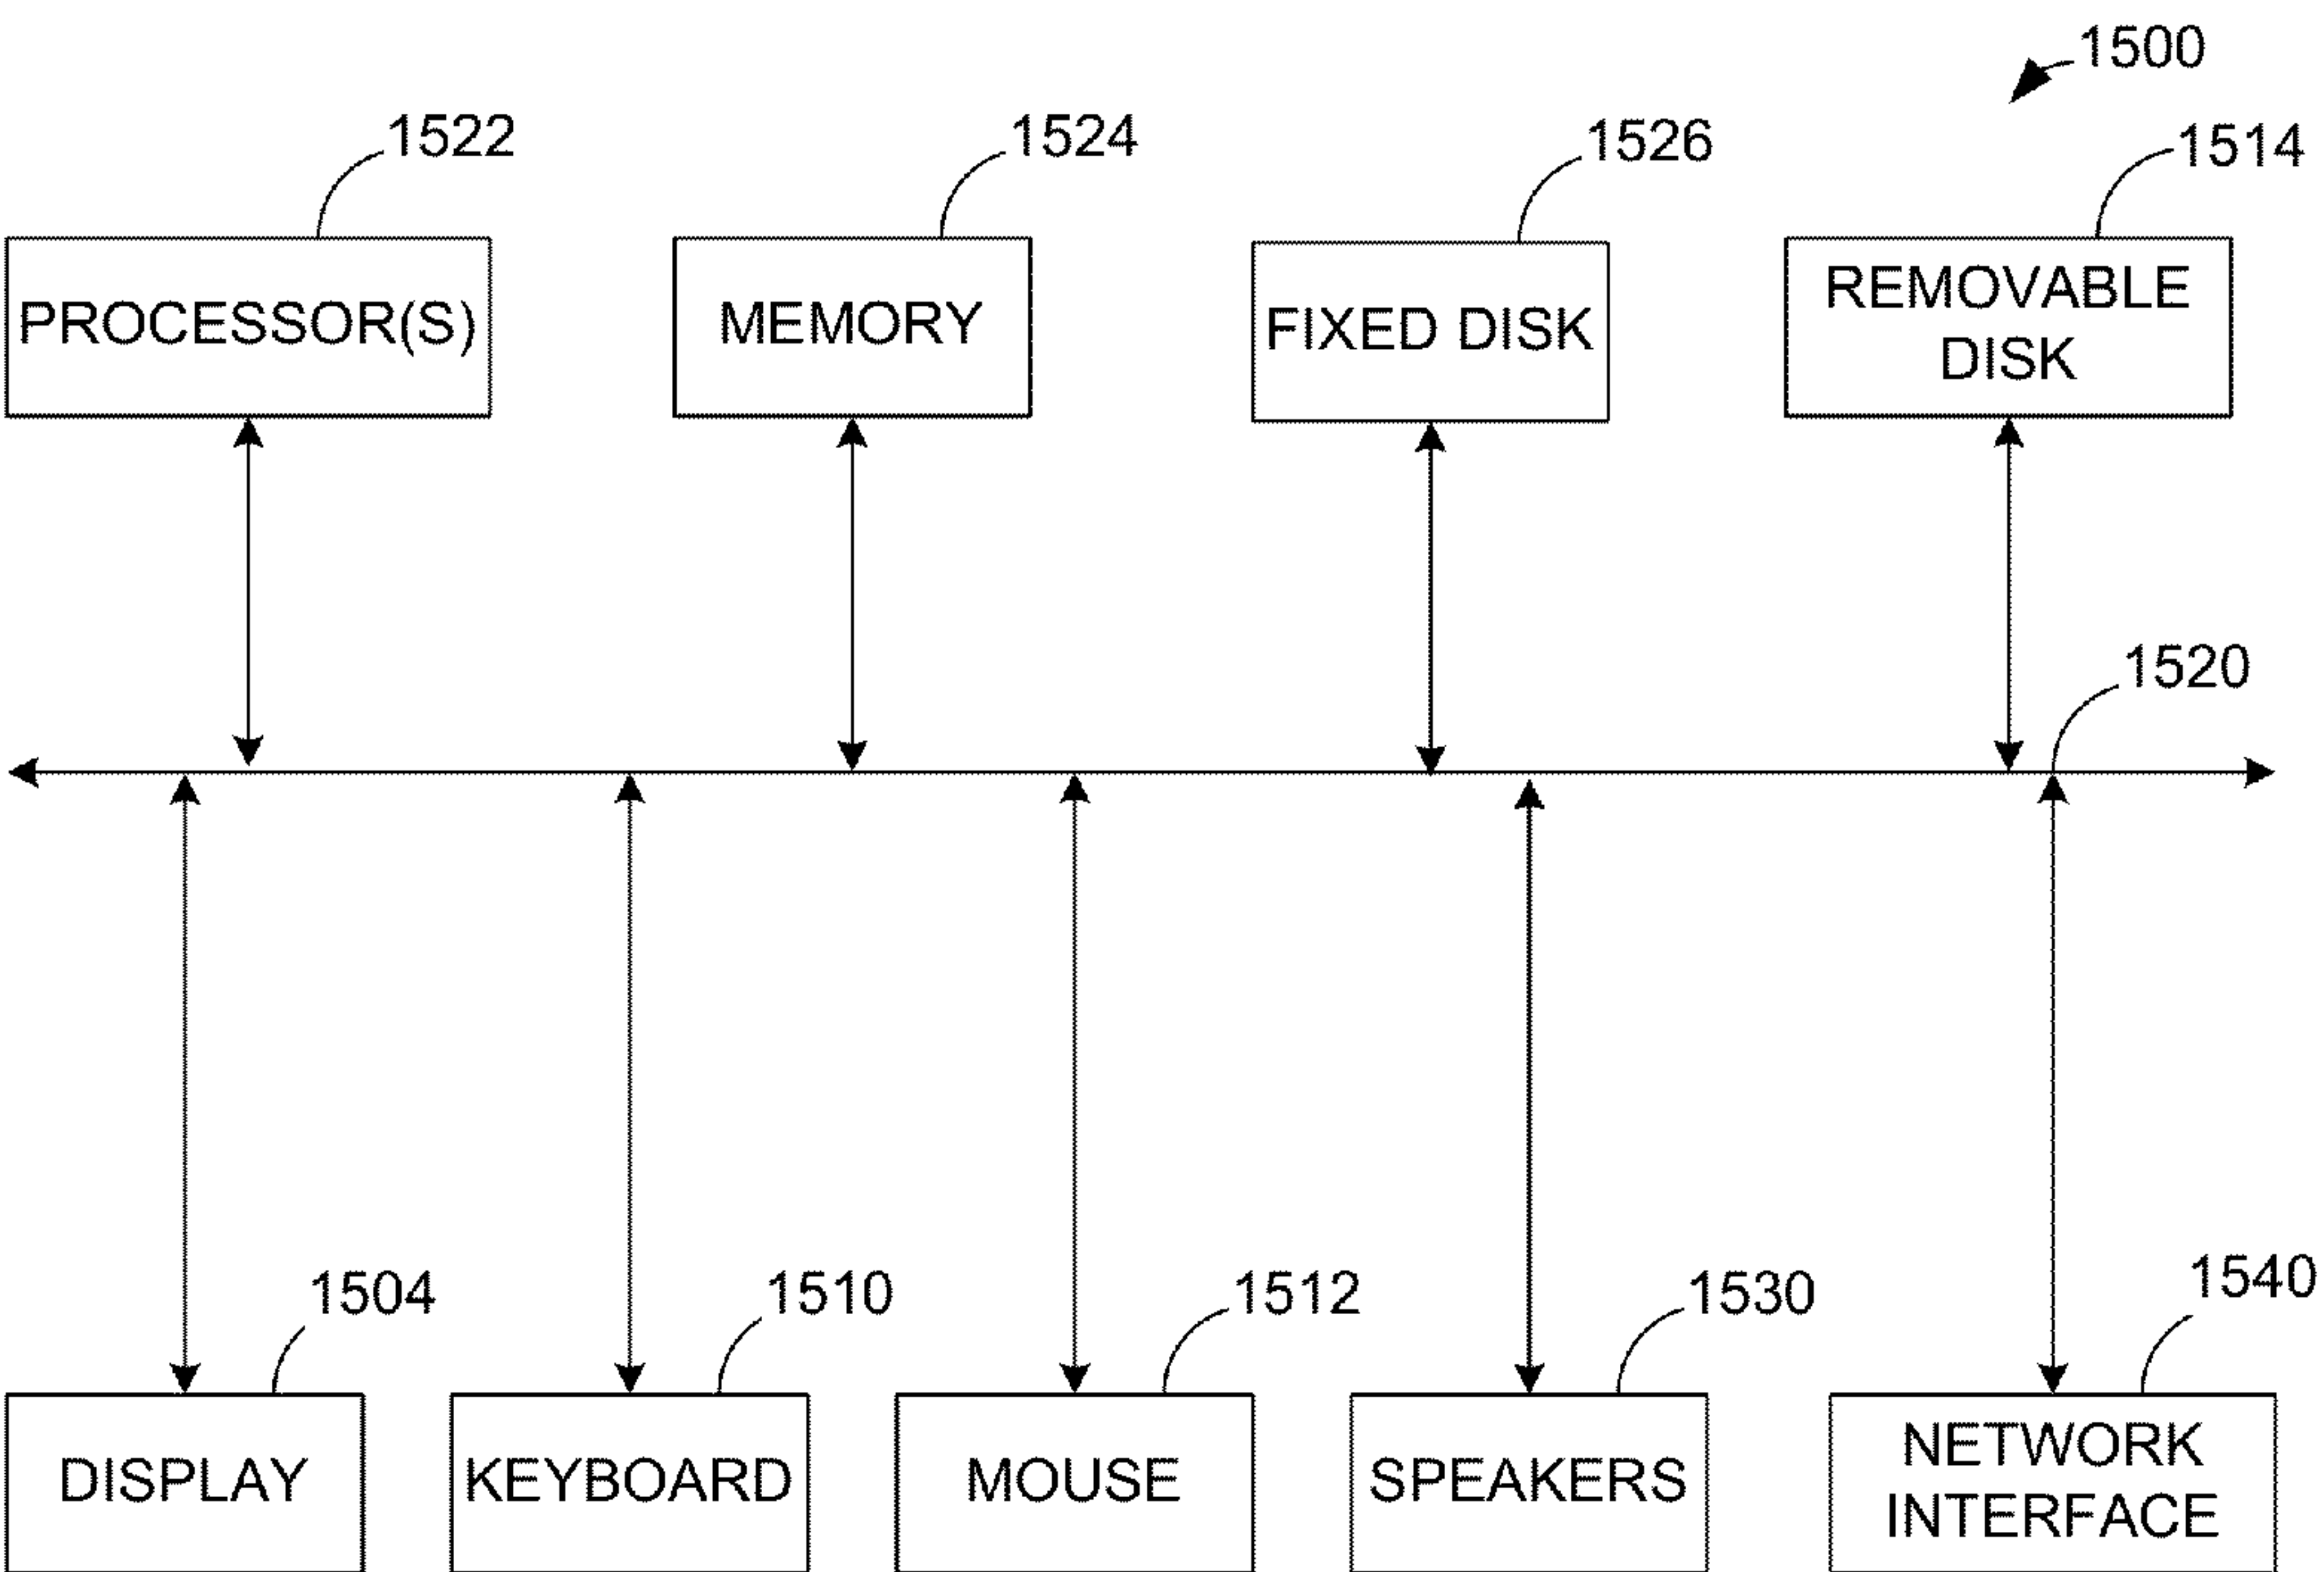 1500
1522
1524
1526
1514
PROCESSOR(S)
MEMORY
FIXED DISK
REMOVABLE
DISK
1520
1504
1510
1512
1530
1540
DISPLAY
KEYBOARD
MOUSE
SPEAKERS
NETWORK
INTERFACE